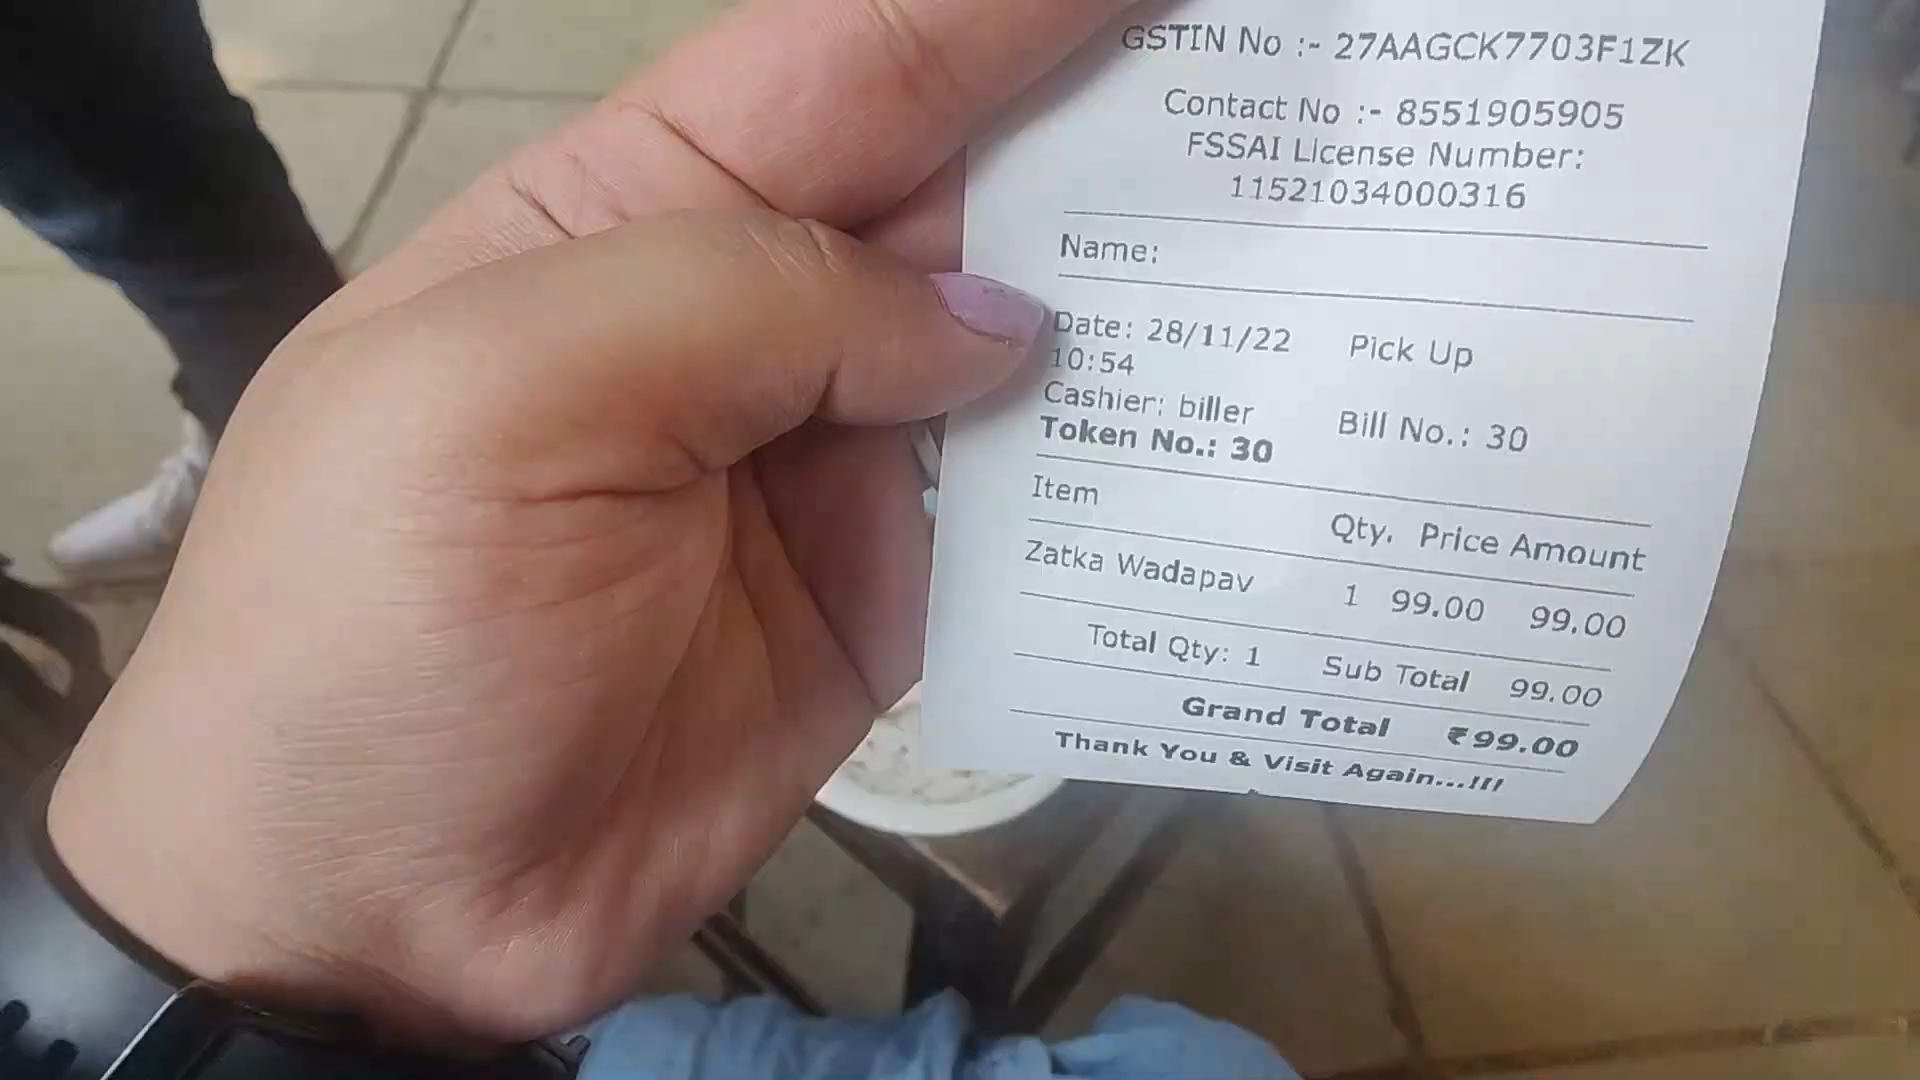 GSTIN No :- 27AAGCK7703F1ZK
Contact No :- 8551905905
FSSAI License Number:
11521034000316
Name:
Date: 28/11/22 Pick Up
10:54
Cashier: biller Bill No.: 30
Token No.: 30
Item Qty. Price Amount
Zatka Wadapav 1 99.00 99.00
Total Qty: 1 Sub Total 99.00
Grand Total ₹99.00
Thank You & Visit Again...!!!